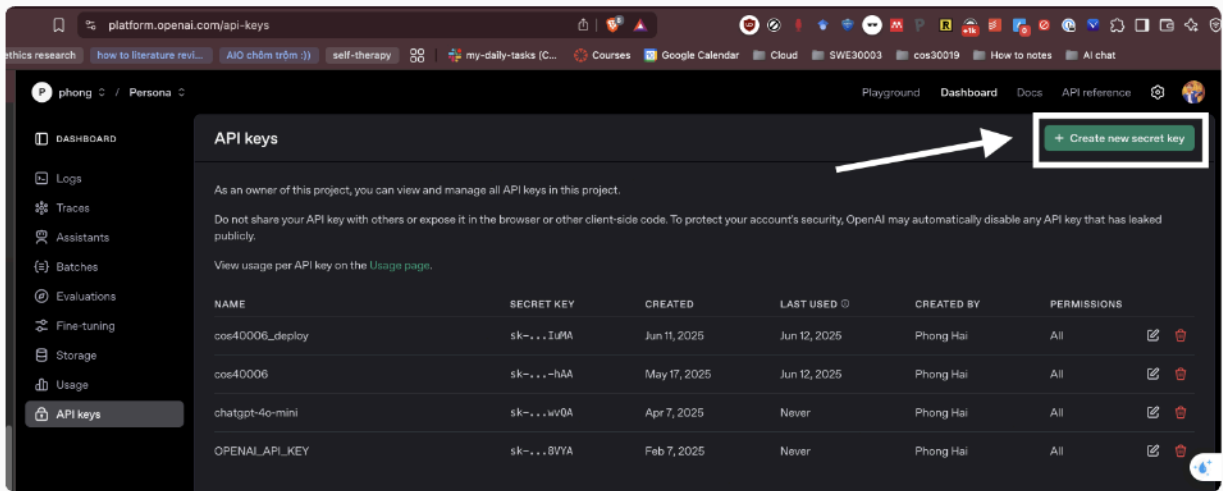 platform.openai.com/api-keys
+1k
ethics research how to literature revi... AIO chôm trộm :)) self-therapy my-daily-tasks (C... Courses Google Calendar Cloud SWE30003 cos30019 How to notes AI chat
P phong / Persona Playground Dashboard Docs API reference
DASHBOARD
API keys
+ Create new secret key
Logs
Traces
Assistants
Batches
Evaluations
Fine-tuning
Storage
Usage
API keys
As an owner of this project, you can view and manage all API keys in this project.
Do not share your API key with others or expose it in the browser or other client-side code. To protect your account's security, OpenAI may automatically disable any API key that has leaked
publicly.
View usage per API key on the Usage page.
NAME SECRET KEY CREATED LAST USED CREATED BY PERMISSIONS
cos40006_deploy sk-...IuMA Jun 11, 2025 Jun 12, 2025 Phong Hai All
cos40006 sk-...-hAA May 17, 2025 Jun 12, 2025 Phong Hai All
chatgpt-4o-mini sk-...wvQA Apr 7, 2025 Never Phong Hai All
OPENAI_API_KEY sk-...8VYA Feb 7, 2025 Never Phong Hai All